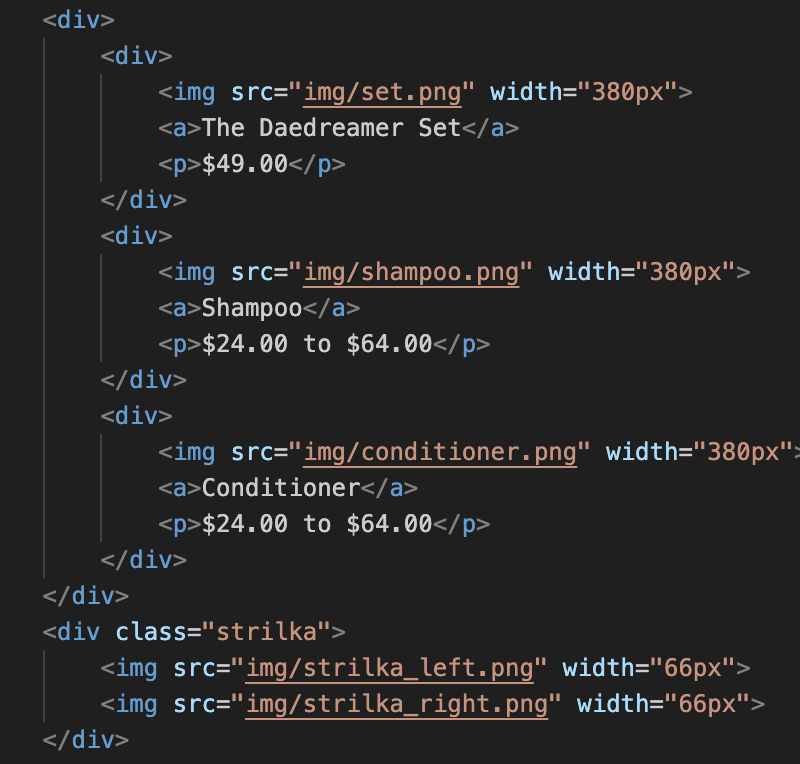 <div>
<div>
<img src="img/set.png" width="380px">
<a>The Daedreamer Set</a>
<p>$49.00</p>
</div>
<div>
<img src="img/shampoo.png" width="380px">
<a>Shampoo</a>
<p>$24.00 to $64.00</p>
</div>
<div>
<img src="img/conditioner.png" width="380px">
<a>Conditioner</a>
<p>$24.00 to $64.00</p>
</div>
</div>
<div class="strilka">
<img src="img/strilka_left.png" width="66px">
<img src="img/strilka_right.png" width="66px">
</div>